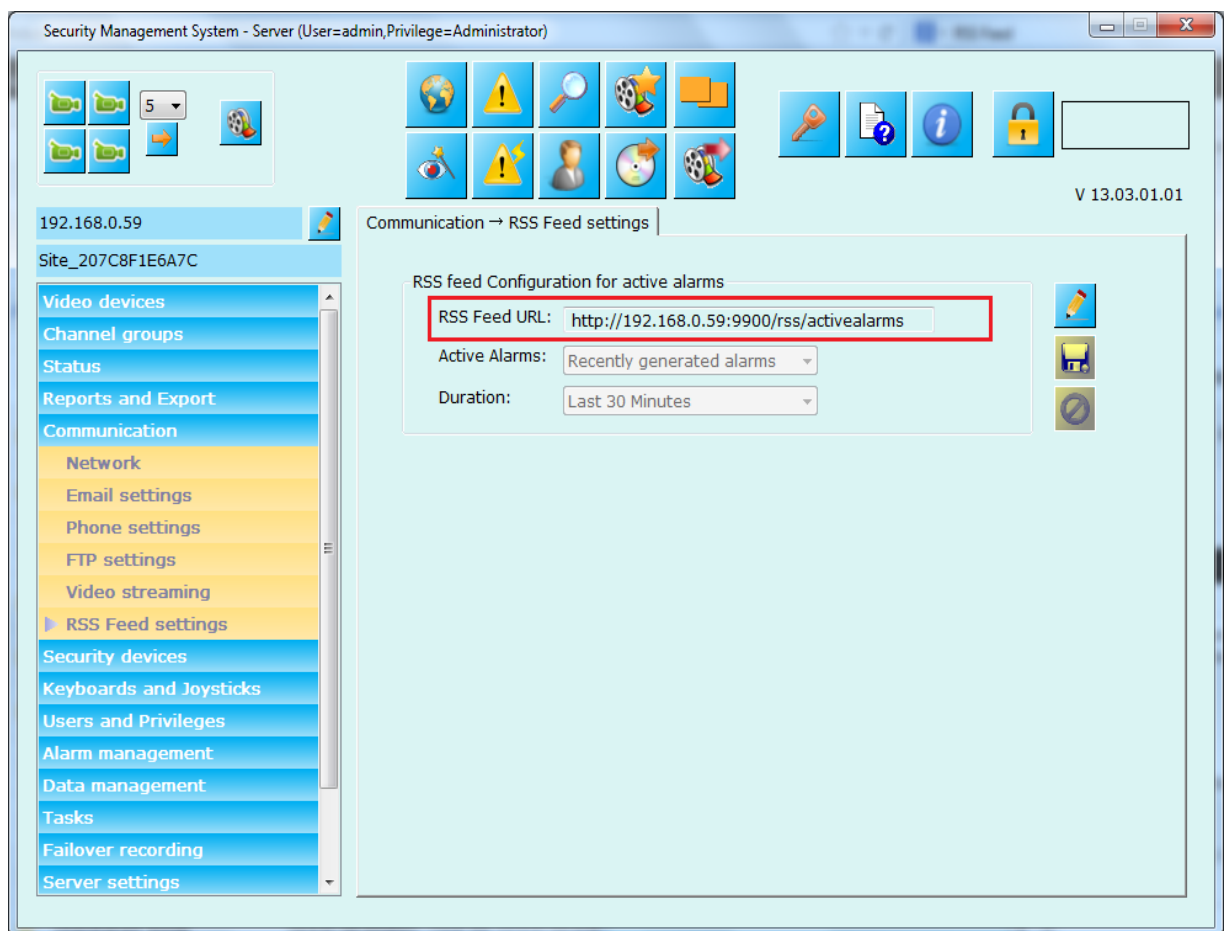 Security Management System - Server (User=admin,Privilege=Administrator)
5
V 13.03.01.01
192.168.0.59
Site_207C8F1E6A7C
Video devices
Channel groups
Status
Reports and Export
Communication
Network
Email settings
Phone settings
FTP settings
Video streaming
RSS Feed settings
Security devices
Keyboards and Joysticks
Users and Privileges
Alarm management
Data management
Tasks
Failover recording
Server settings
Communication → RSS Feed settings
RSS feed Configuration for active alarms
RSS Feed URL: http://192.168.0.59:9900/rss/activealarms
Active Alarms: Recently generated alarms
Duration: Last 30 Minutes